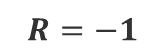 R = −1